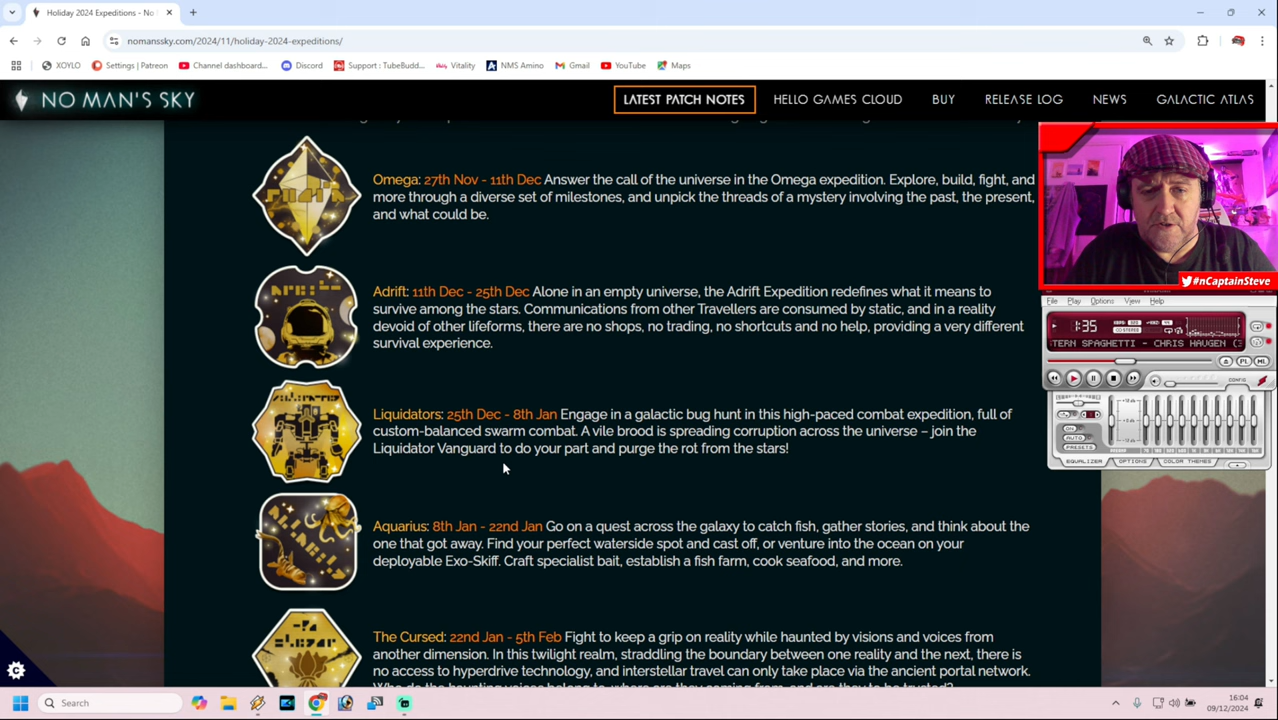 Holiday 2024 Expeditions - No
nomanssky.com/2024/11/holiday-2024-expeditions/
XOYLO
Settings | Patreon
Channel dashboard...
Discord
Support : TubeBudd...
Vitality
NMS Amino
Gmail
YouTube
Maps
NO MAN'S SKY
LATEST PATCH NOTES
HELLO GAMES CLOUD
BUY
RELEASE LOG
NEWS
GALACTIC ATLAS
Omega: 27th Nov - 11th Dec Answer the call of the universe in the Omega expedition. Explore, build, fight, and
more through a diverse set of milestones, and unpick the threads of a mystery involving the past, the present,
and what could be.
Adrift: 11th Dec - 25th Dec Alone in an empty universe, the Adrift Expedition redefines what it means to
survive among the stars. Communications from other Travellers are consumed by static, and in a reality
devoid of other lifeforms, there are no shops, no trading, no shortcuts and no help, providing a very different
survival experience.
Liquidators: 25th Dec - 8th Jan Engage in a galactic bug hunt in this high-paced combat expedition, full of
custom-balanced swarm combat. A vile brood is spreading corruption across the universe – join the
Liquidator Vanguard to do your part and purge the rot from the stars!
Aquarius: 8th Jan - 22nd Jan Go on a quest across the galaxy to catch fish, gather stories, and think about the
one that got away. Find your perfect waterside spot and cast off, or venture into the ocean on your
deployable Exo-Skiff. Craft specialist bait, establish a fish farm, cook seafood, and more.
The Cursed: 22nd Jan - 5th Feb Fight to keep a grip on reality while haunted by visions and voices from
another dimension. In this twilight realm, straddling the boundary between one reality and the next, there is
no access to hyperdrive technology, and interstellar travel can only take place via the ancient portal network.
#nCaptainSteve
File Play Options View Help
1:35
TERN SPAGHETTI - CHRIS HAUGEN (3
PL
ML
CONFIG
ON
AUTO
PRESETS
EQUALIZER
OPTIONS
COLOR THEMES
Search
16:04
09/12/2024